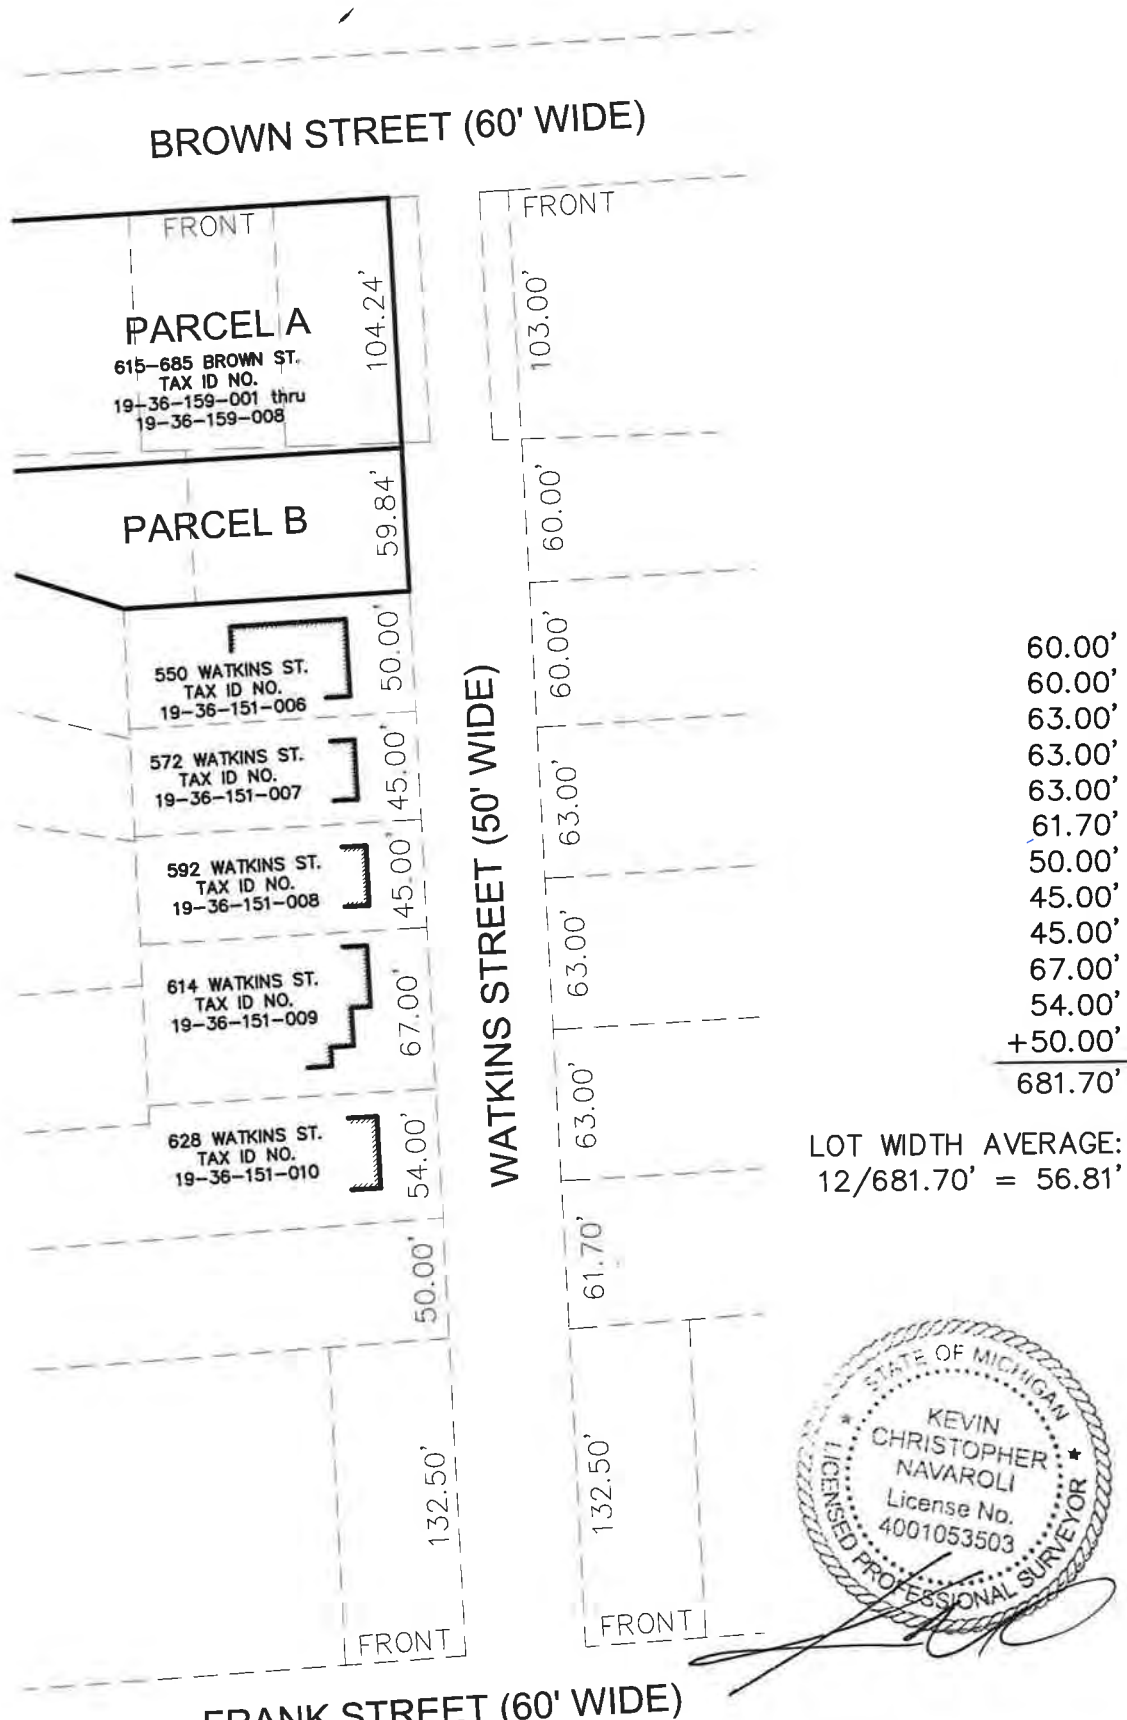 BROWN STREET (60' WIDE)
FRONT
FRONT
104.24'
103.00'
PARCEL A
615-685 BROWN ST.
TAX ID NO.
19-36-159-001 thru
19-36-159-008
59.84'
60.00'
PARCEL B
50.00'
60.00'
550 WATKINS ST.
TAX ID NO.
19-36-151-006
45.00'
63.00'
572 WATKINS ST.
TAX ID NO.
19-36-151-007
45.00'
63.00'
592 WATKINS ST.
TAX ID NO.
19-36-151-008
67.00'
63.00'
614 WATKINS ST.
TAX ID NO.
19-36-151-009
54.00'
61.70'
628 WATKINS ST.
TAX ID NO.
19-36-151-010
50.00'
WATKINS STREET (50' WIDE)
60.00'
60.00'
63.00'
63.00'
63.00'
61.70'
50.00'
45.00'
45.00'
67.00'
54.00'
+50.00'
681.70'
LOT WIDTH AVERAGE:
12/681.70' = 56.81'
132.50'
132.50'
FRONT
FRONT
FRANK STREET (60' WIDE)
STATE OF MICHIGAN
KEVIN
CHRISTOPHER
NAVAROLI
License No.
4001053503
LICENSED PROFESSIONAL SURVEYOR